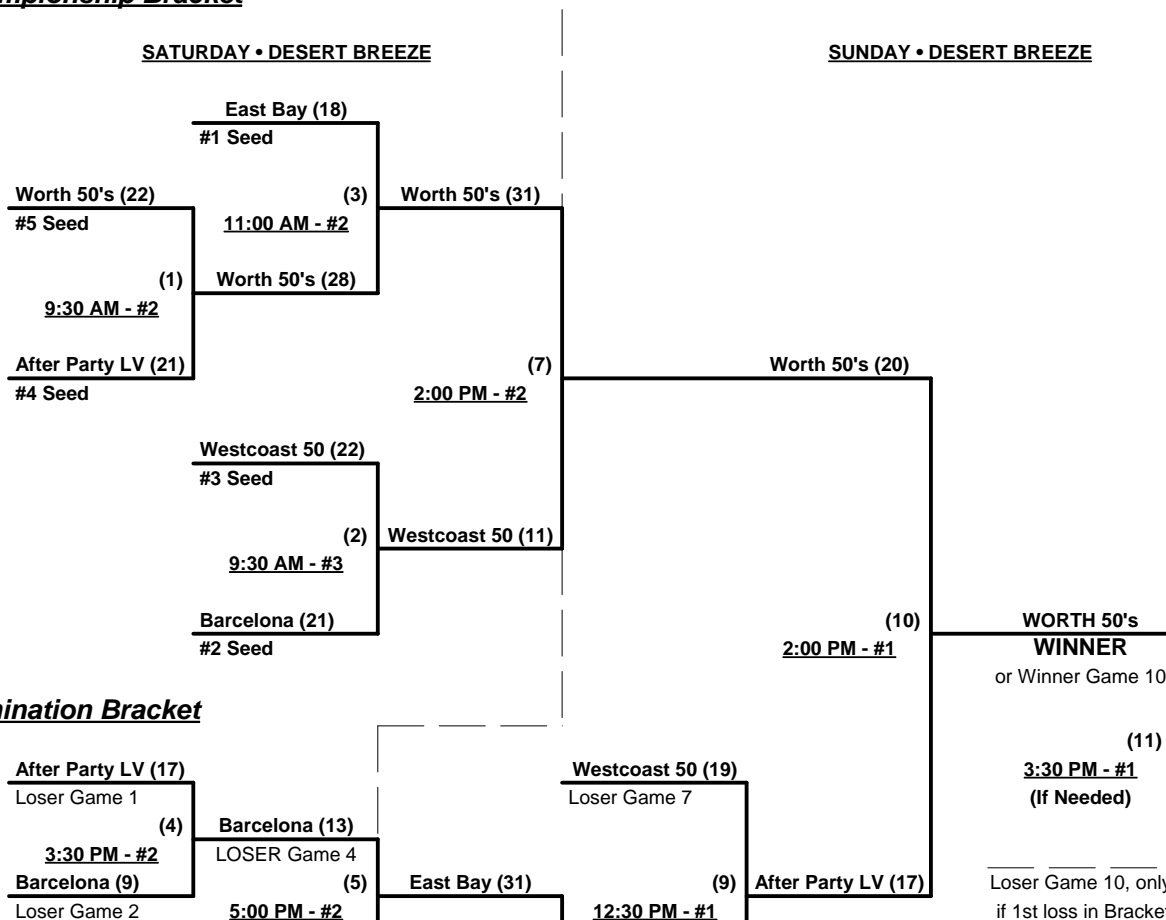 SATURDAY • DESERT BREEZE
SUNDAY • DESERT BREEZE
East Bay (18)
#1 Seed
Worth 50's (22)
(3)
Worth 50's (31)
#5 Seed
11:00 AM - #2
(1)
Worth 50's (28)
9:30 AM - #2
After Party LV (21)
(7)
Worth 50's (20)
#4 Seed
2:00 PM - #2
Westcoast 50 (22)
#3 Seed
(2)
Westcoast 50 (11)
9:30 AM - #3
Barcelona (21)
(10)
WORTH 50's
#2 Seed
2:00 PM - #1
WINNER
or Winner Game 10
Bracket
(11)
After Party LV (17)
Westcoast 50 (19)
3:30 PM - #1
Loser Game 1
Loser Game 7
(If Needed)
(4)
Barcelona (13)
3:30 PM - #2
LOSER Game 4
Barcelona (9)
(5)
East Bay (31)
(9)
After Party LV (17)
Loser Game 10, only
Loser Game 2
5:00 PM - #2
12:30 PM - #1
if 1st loss in Bracket